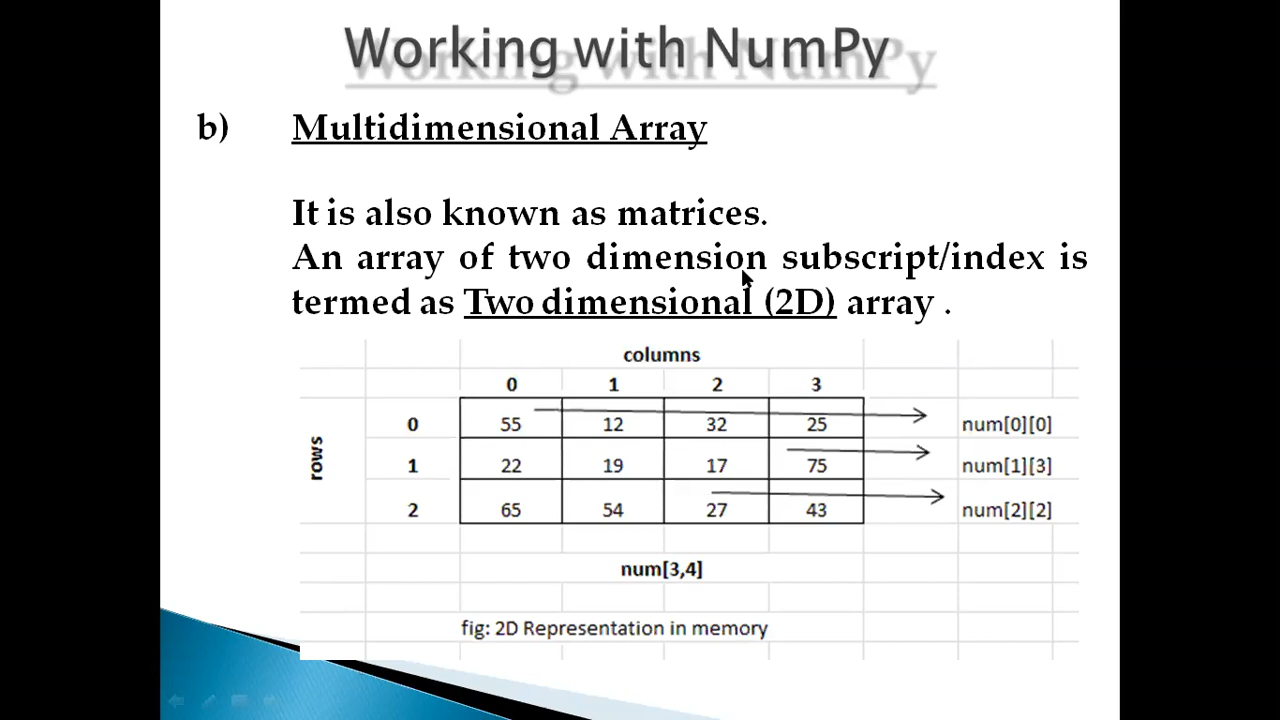 Working with NumPy
b) Multidimensional Array
It is also known as matrices.
An array of two dimension subscript/index is
termed as Two dimensional (2D) array .
columns
0 1 2 3
rows
0 55 12 32 25 num[0][0]
1 22 19 17 75 num[1][3]
2 65 54 27 43 num[2][2]
num[3,4]
fig: 2D Representation in memory